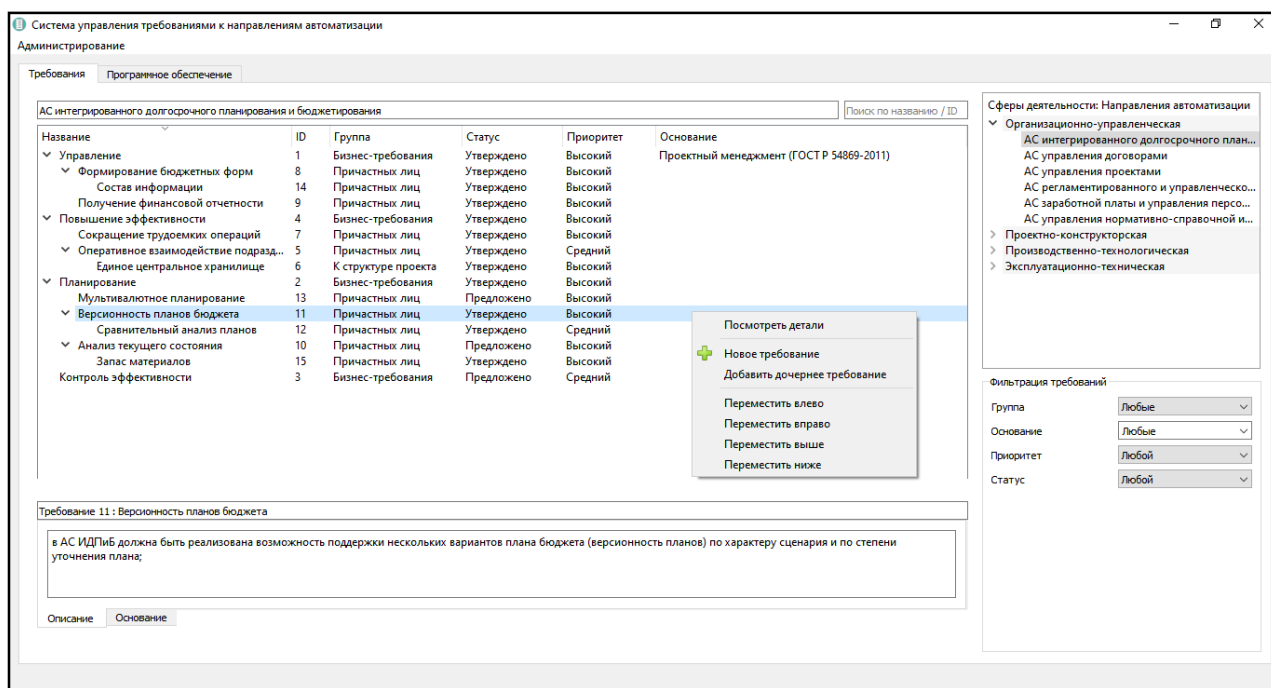 Система управления требованиями к направлениям автоматизации
Администрирование
Требования Программное обеспечение
АС интегрированного долгосрочного планирования и бюджетирования Поиск по названию / ID
Название ID Группа Статус Приоритет Основание
Управление 1 Бизнес-требования Утверждено Высокий Проектный менеджмент (ГОСТ Р 54869-2011)
Формирование бюджетных форм 8 Причастных лиц Утверждено Высокий
Состав информации 14 Причастных лиц Утверждено Высокий
Получение финансовой отчетности 9 Причастных лиц Утверждено Высокий
Повышение эффективности 4 Бизнес-требования Утверждено Высокий
Сокращение трудоемких операций 7 Причастных лиц Утверждено Высокий
Оперативное взаимодействие подразд... 5 Причастных лиц Утверждено Средний
Единое центральное хранилище 6 К структуре проекта Утверждено Высокий
Планирование 2 Бизнес-требования Утверждено Высокий
Мультивалютное планирование 13 Причастных лиц Предложено Высокий
Версионность планов бюджета 11 Причастных лиц Утверждено Высокий
Сравнительный анализ планов 12 Причастных лиц Утверждено Средний
Анализ текущего состояния 10 Причастных лиц Предложено Высокий
Запас материалов 15 Причастных лиц Утверждено Высокий
Контроль эффективности 3 Бизнес-требования Предложено Средний
Посмотреть детали
Новое требование
Добавить дочернее требование
Переместить влево
Переместить вправо
Переместить выше
Переместить ниже
Сферы деятельности: Направления автоматизации
Организационно-управленческая
АС интегрированного долгосрочного план...
АС управления договорами
АС управления проектами
АС регламентированного и управленческо...
АС заработной платы и управления персо...
АС управления нормативно-справочной и...
Проектно-конструкторская
Производственно-технологическая
Эксплуатационно-техническая
Фильтрация требований
Группа Любые
Основание Любые
Приоритет Любой
Статус Любой
Требование 11 : Версионность планов бюджета
в АС ИДПиБ должна быть реализована возможность поддержки нескольких вариантов плана бюджета (версионность планов) по характеру сценария и по степени
уточнения плана;
Описание Основание